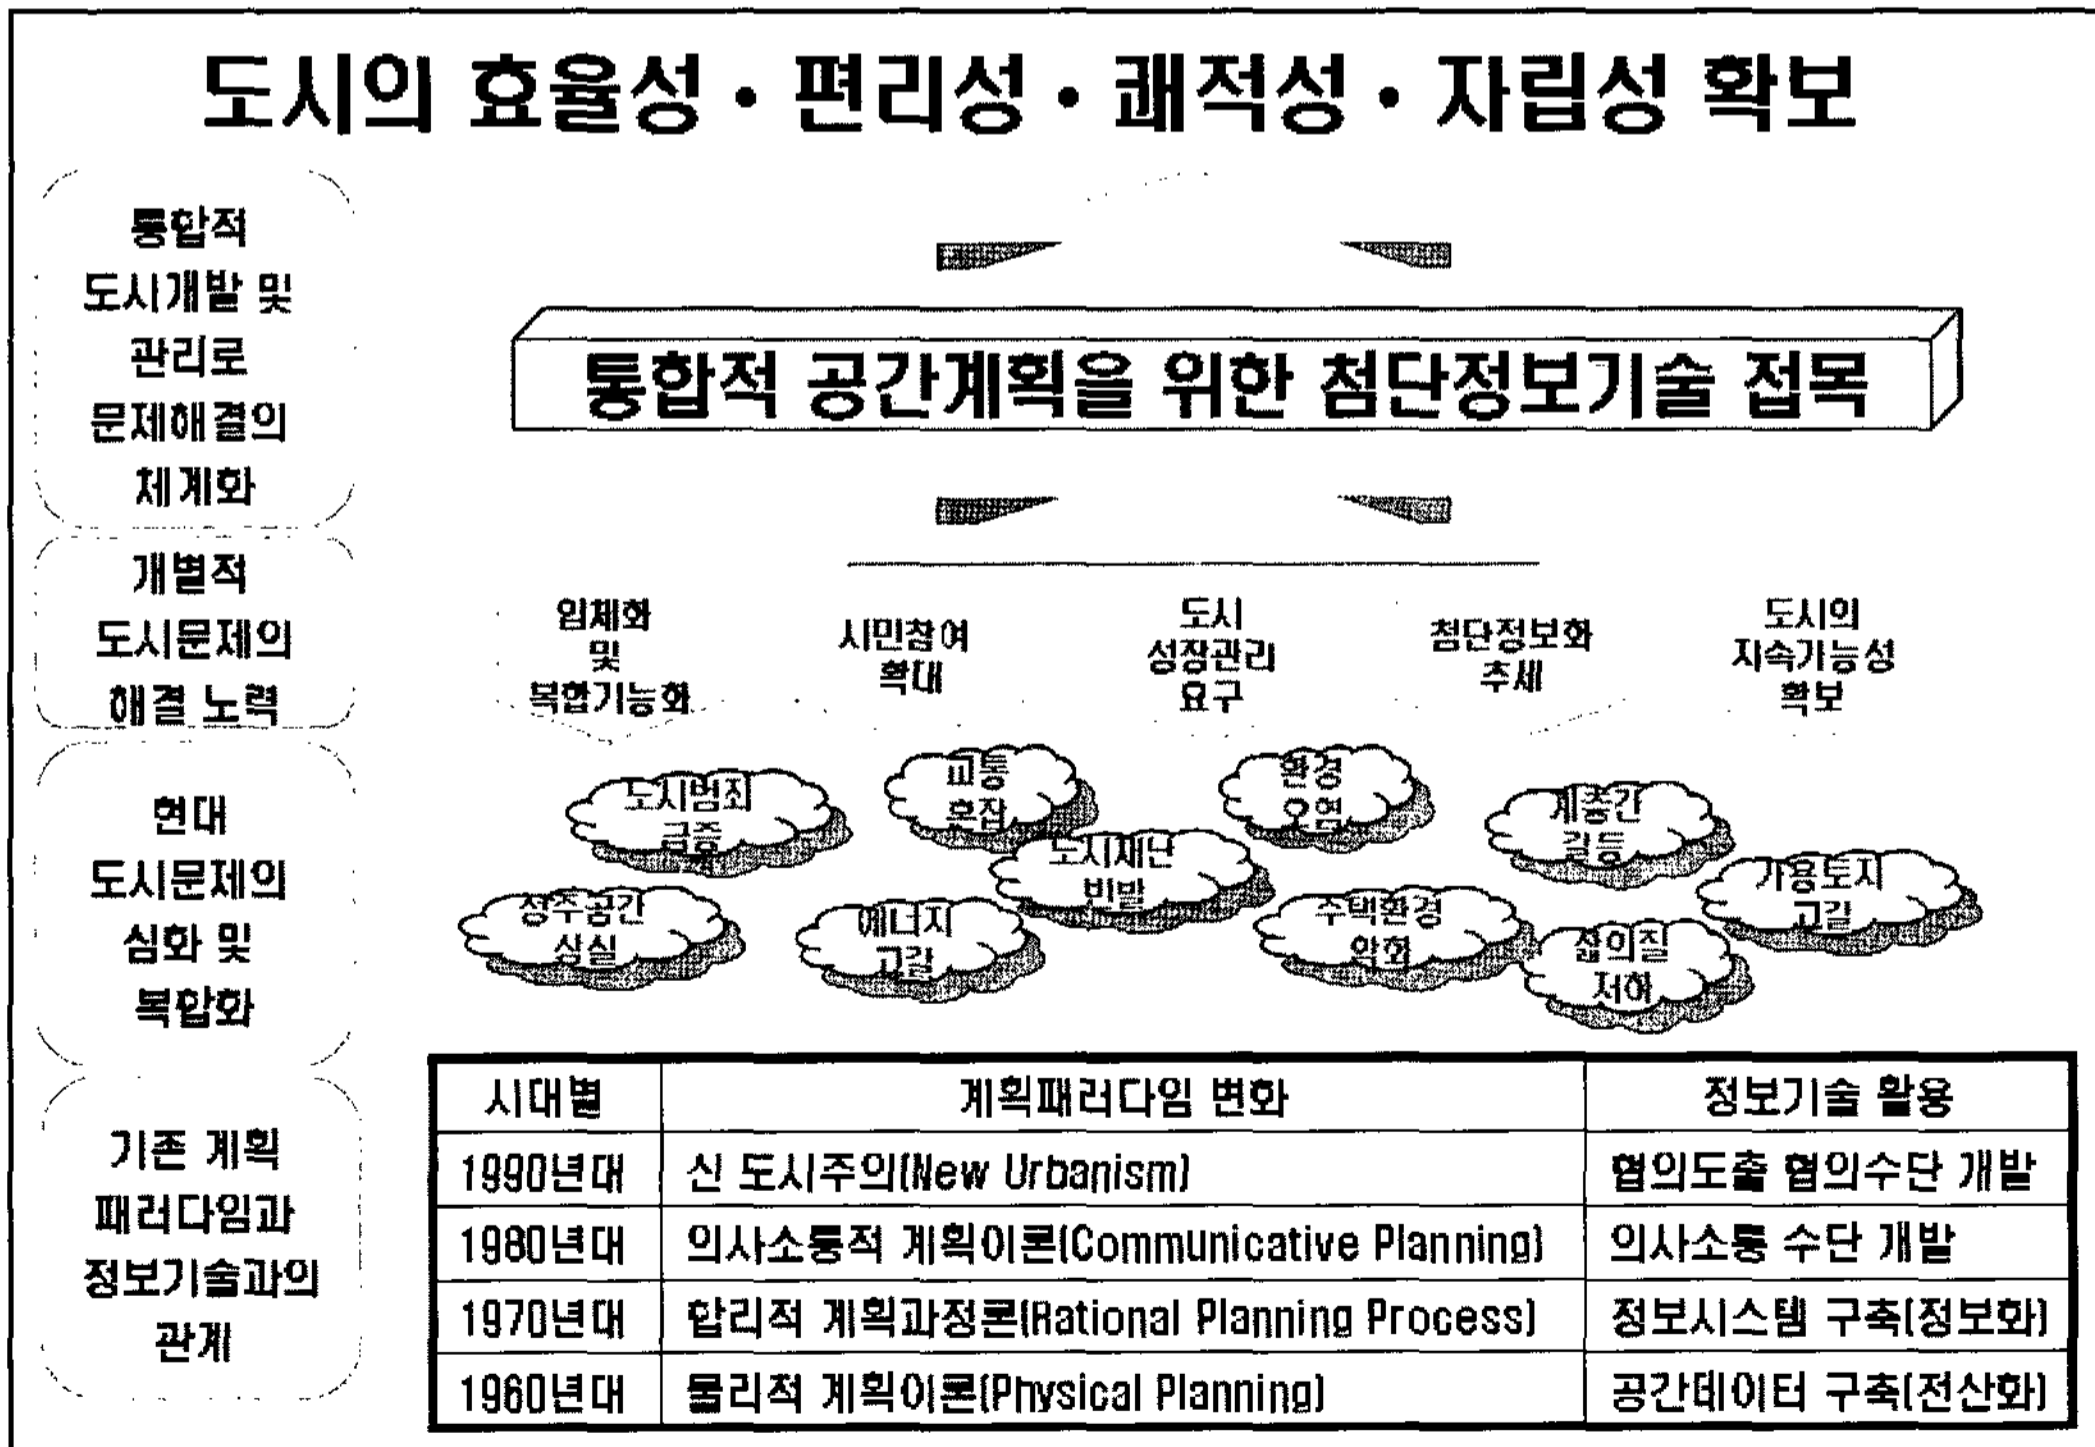 도시의 효율성 · 편리성 · 쾌적성 · 자립성 확보
통합적
도시개발 및
관리로
문제해결의
체계화
통합적 공간계획을 위한 첨단정보기술 접목
개별적
도시문제의
해결 노력
입체화
및
복합기능화
시민참여
확대
도시
성장관리
요구
첨단정보화
추세
도시의
지속가능성
확보
현대
도시문제의
심화 및
복합화
도시범죄
급증
교통
혼잡
환경
오염
계층간
갈등
도시재난
빈발
가용토지
고갈
정주공간
상실
에너지
고갈
주택환경
악화
삶의질
저하
기존 계획
패러다임과
정보기술과의
관계
시대별 계획패러다임 변화 정보기술 활용
1990년대 신 도시주의(New Urbanism) 협의도출 협의수단 개발
1980년대 의사소통적 계획이론(Communicative Planning) 의사소통 수단 개발
1970년대 합리적 계획과정론(Rational Planning Process) 정보시스템 구축(정보화)
1960년대 물리적 계획이론(Physical Planning) 공간데이터 구축(전산화)